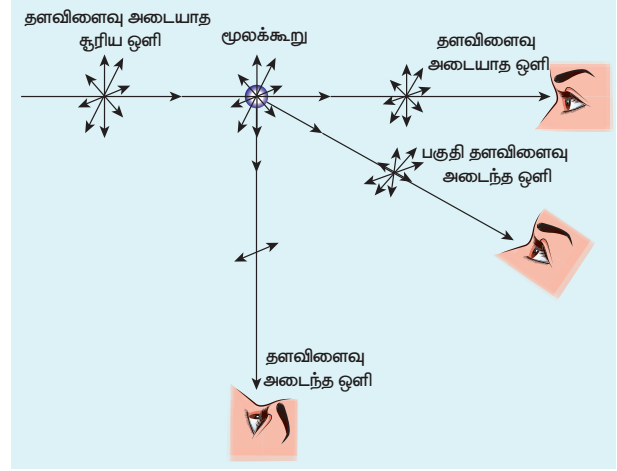 தளவிளைவு அடையாத
சூரிய ஒளி
மூலக்கூறு
தளவிளைவு
அடையாத ஒளி
பகுதி தளவிளைவு
அடைந்த ஒளி
தளவிளைவு
அடைந்த ஒளி